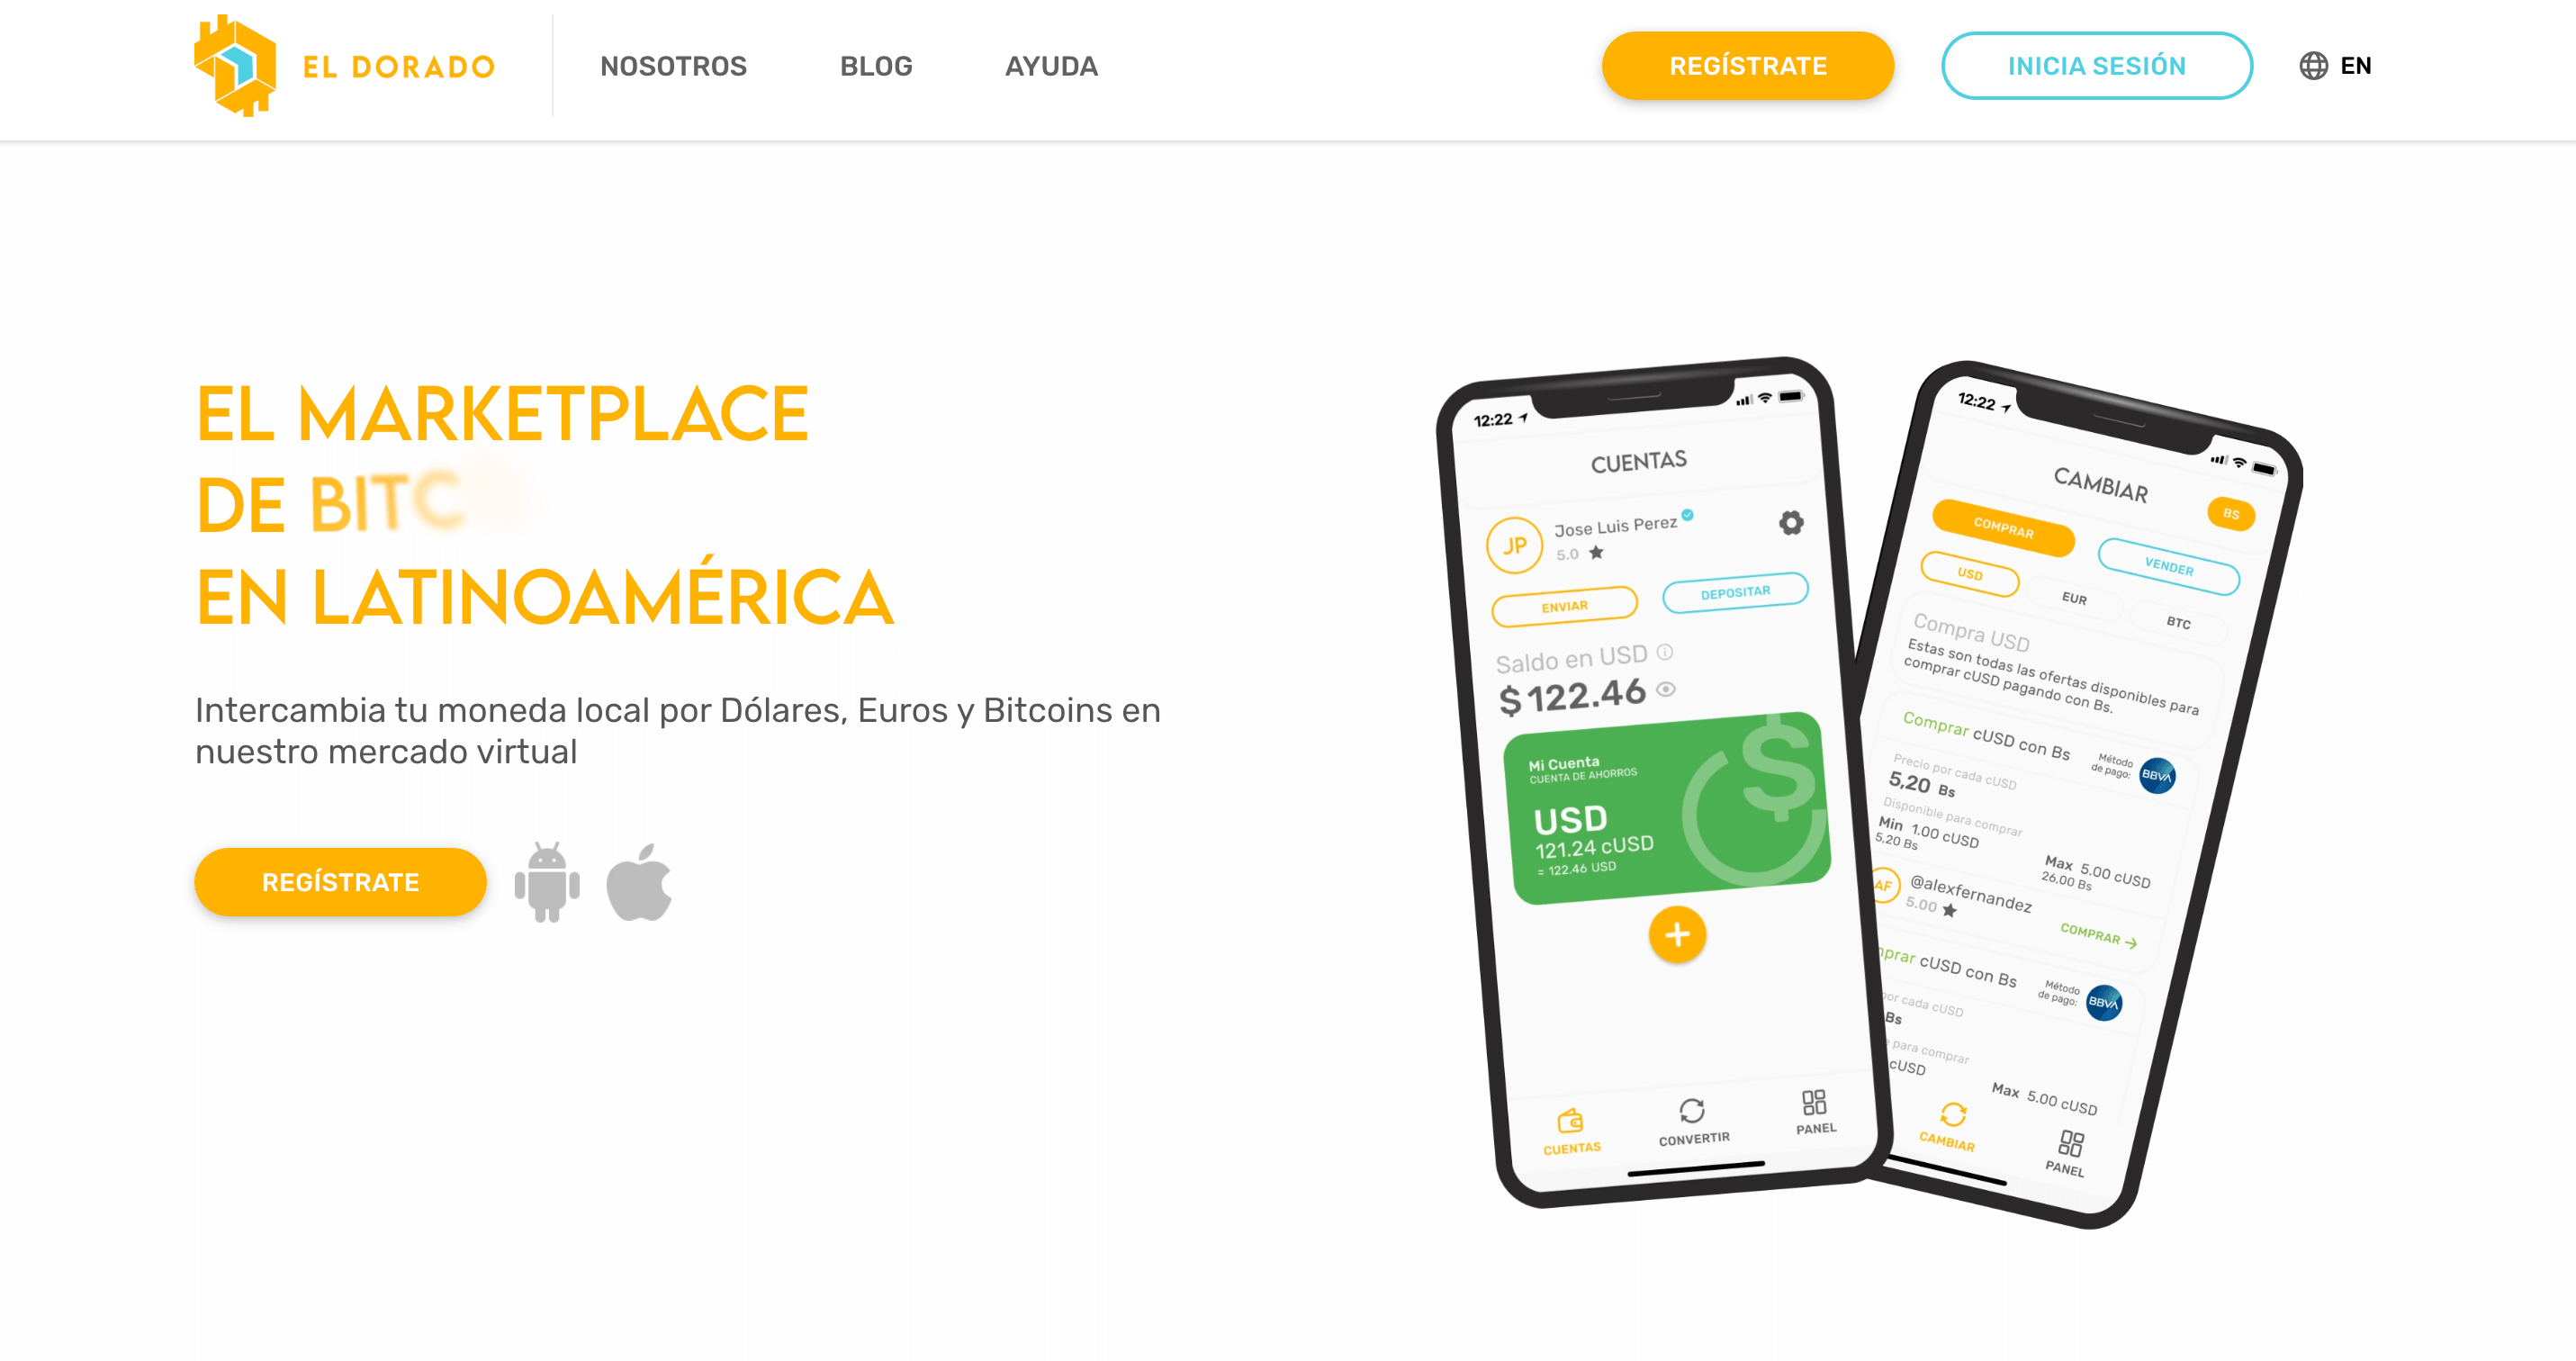 EL DORADO
NOSOTROS
BLOG
AYUDA
REGÍSTRATE
INICIA SESIÓN
EN
EL MARKETPLACE
DE BITC
EN LATINOAMÉRICA
Intercambia tu moneda local por Dólares, Euros y Bitcoins en
nuestro mercado virtual
REGÍSTRATE
12:22
CUENTAS
JP
Jose Luis Perez
5.0
ENVIAR
DEPOSITAR
Saldo en USD
$122.46
Mi Cuenta
CUENTA DE AHORROS
USD
121.24 cUSD
= 122.46 USD
CUENTAS
CONVERTIR
PANEL
12:22
CAMBIAR
BS
COMPRAR
VENDER
USD
EUR
BTC
Compra USD
Estas son todas las ofertas disponibles para
comprar cUSD pagando con Bs.
Comprar cUSD con Bs
Método
de pago:
BBVA
Precio por cada cUSD
5,20 Bs
Disponible para comprar
Min 1.00 cUSD
5,20 Bs
Max 5.00 cUSD
26,00 Bs
AF
@alexfernandez
5.00
COMPRAR
nprar cUSD con Bs
Método
de pago:
BBVA
por cada cUSD
Bs
para comprar
cUSD
Max 5.00 cUSD
CAMBIAR
PANEL